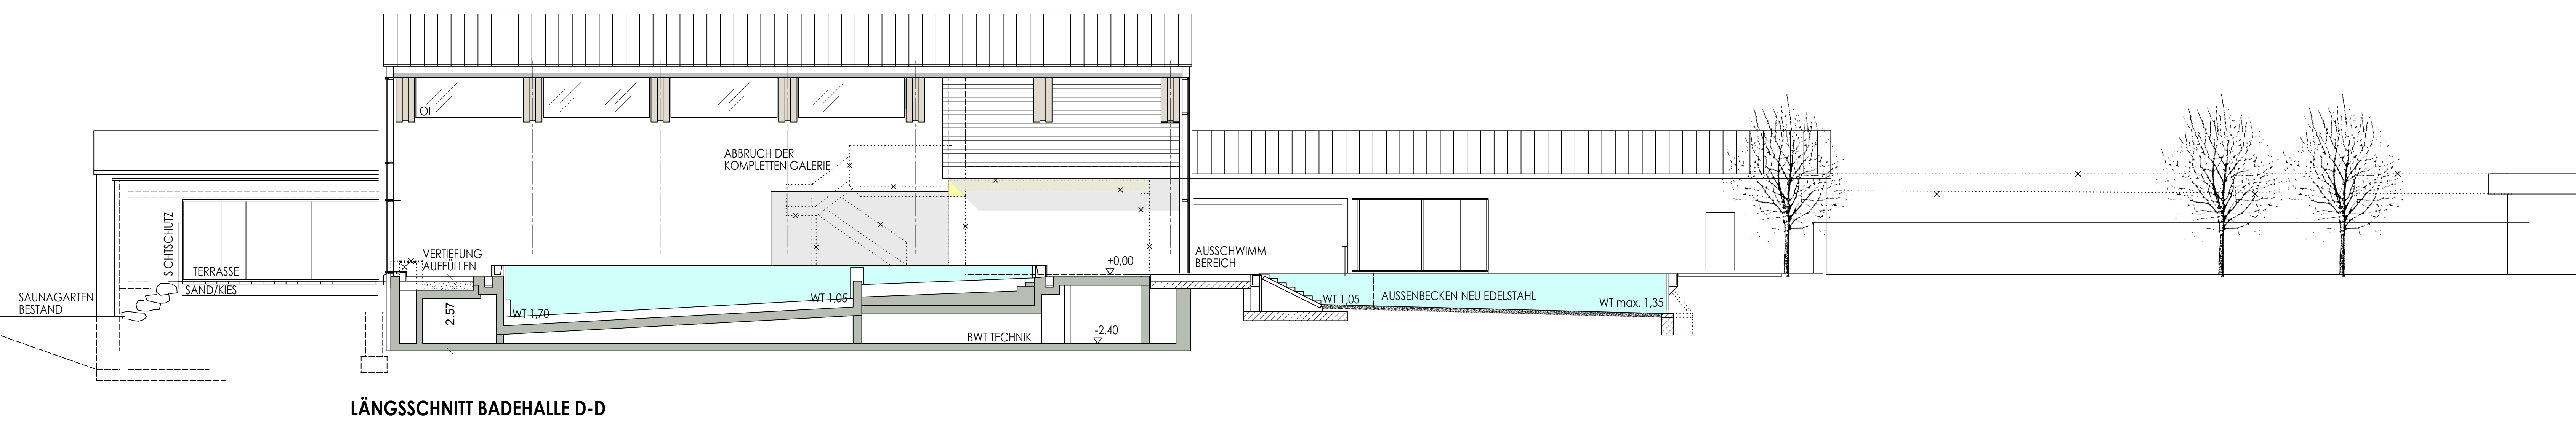 OL
ABBRUCH DER
KOMPLETTEN GALERIE
SICHTSCHUTZ
VERTIEFUNG
AUFFÜLLEN
AUSSCHWIMM
BEREICH
+0,00
TERRASSE
SAND/KIES
SAUNAGARTEN
BESTAND
WT 1,05
WT 1,70
2.57
WT 1,05
AUSSENBECKEN NEU EDELSTAHL
WT max. 1,35
-2,40
BWT TECHNIK
LÄNGSSCHNITT BADEHALLE D-D